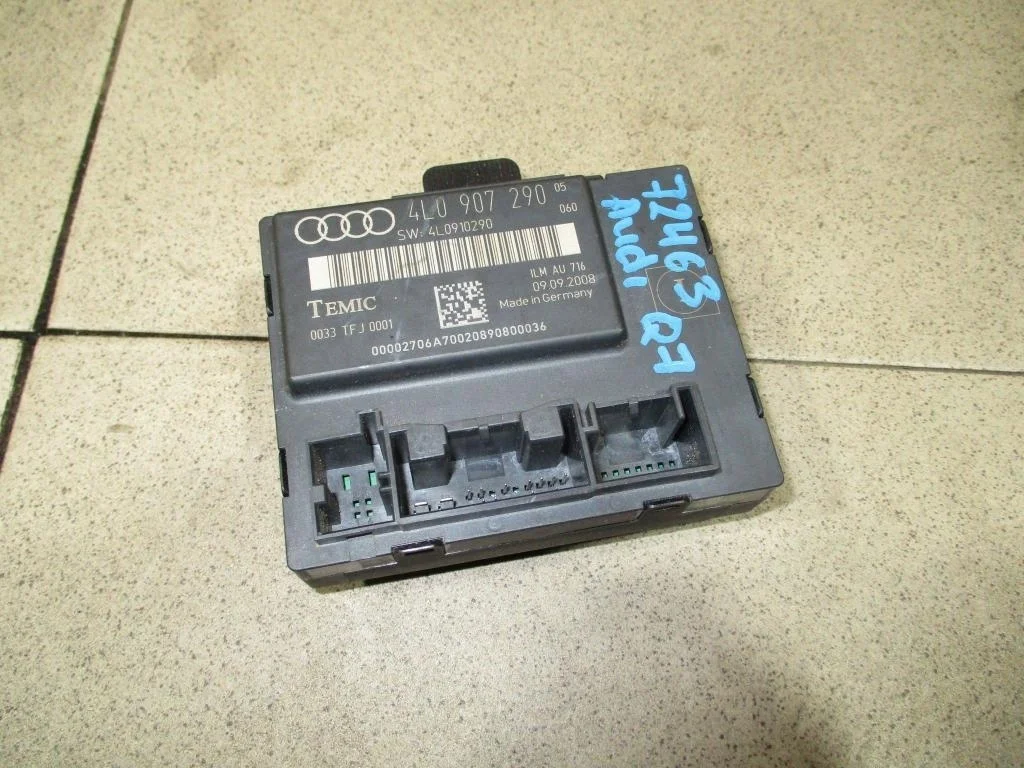 4L0 907 290 05
SW: 4L0910290 060
ILM AU 716
TEMIC 09.09.2008
Made in Germany
0033 TFJ 0001
00002706A70020890800036
72463
Audi Q7